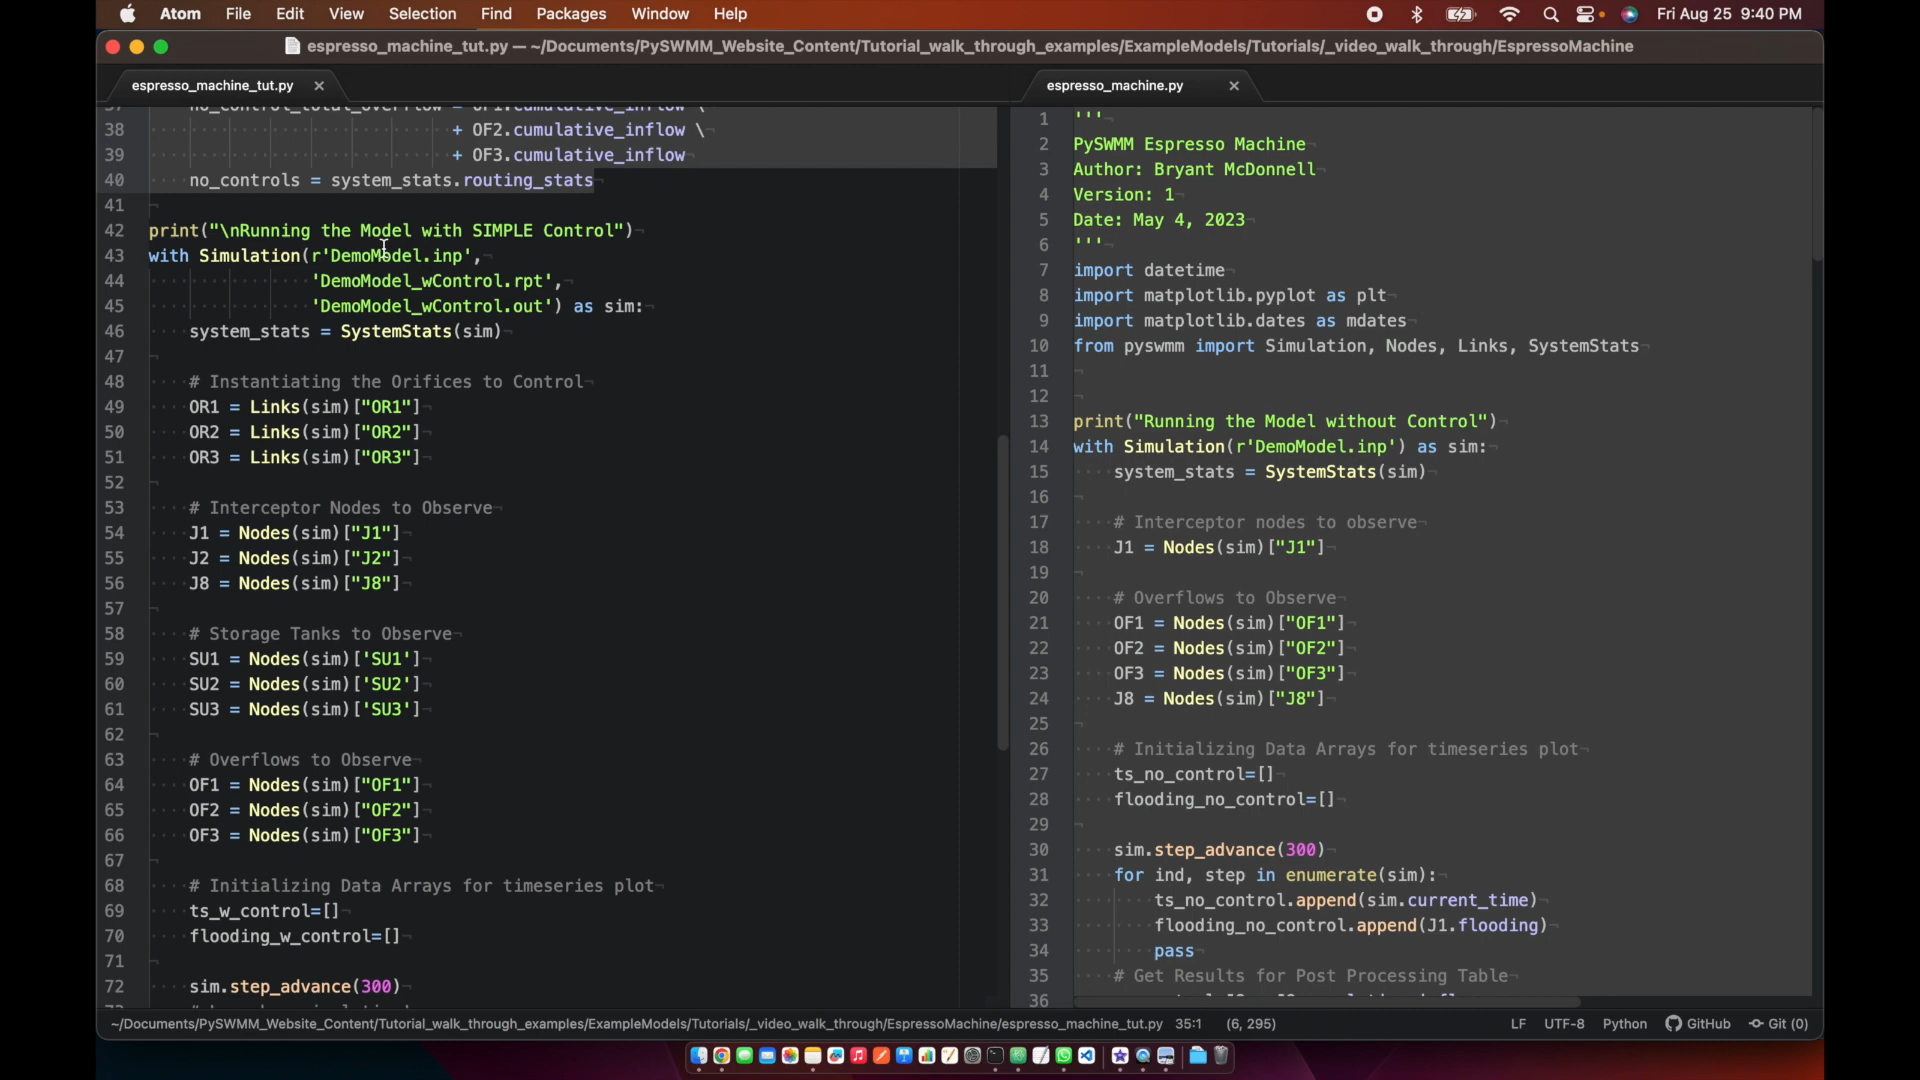 Atom File Edit View Selection Find Packages Window Help Fri Aug 25 9:40 PM
espresso_machine_tut.py — ~/Documents/PySWMM_Website_Content/Tutorial_walk_through_examples/ExampleModels/Tutorials/_video_walk_through/EspressoMachine
espresso_machine_tut.py
38 + OF2.cumulative_inflow \
39 + OF3.cumulative_inflow
40 no_controls = system_stats.routing_stats
41
42 print("\nRunning the Model with SIMPLE Control")
43 with Simulation(r'DemoModel.inp',
44 'DemoModel_wControl.rpt',
45 'DemoModel_wControl.out') as sim:
46 system_stats = SystemStats(sim)
47
48 # Instantiating the Orifices to Control
49 OR1 = Links(sim)["OR1"]
50 OR2 = Links(sim)["OR2"]
51 OR3 = Links(sim)["OR3"]
52
53 # Interceptor Nodes to Observe
54 J1 = Nodes(sim)["J1"]
55 J2 = Nodes(sim)["J2"]
56 J8 = Nodes(sim)["J8"]
57
58 # Storage Tanks to Observe
59 SU1 = Nodes(sim)['SU1']
60 SU2 = Nodes(sim)['SU2']
61 SU3 = Nodes(sim)['SU3']
62
63 # Overflows to Observe
64 OF1 = Nodes(sim)["OF1"]
65 OF2 = Nodes(sim)["OF2"]
66 OF3 = Nodes(sim)["OF3"]
67
68 # Initializing Data Arrays for timeseries plot
69 ts_w_control=[]
70 flooding_w_control=[]
71
72 sim.step_advance(300)
espresso_machine.py
1 '''
2 PySWMM Espresso Machine
3 Author: Bryant McDonnell
4 Version: 1
5 Date: May 4, 2023
6 '''
7 import datetime
8 import matplotlib.pyplot as plt
9 import matplotlib.dates as mdates
10 from pyswmm import Simulation, Nodes, Links, SystemStats
11
12
13 print("Running the Model without Control")
14 with Simulation(r'DemoModel.inp') as sim:
15 system_stats = SystemStats(sim)
16
17 # Interceptor nodes to observe
18 J1 = Nodes(sim)["J1"]
19
20 # Overflows to Observe
21 OF1 = Nodes(sim)["OF1"]
22 OF2 = Nodes(sim)["OF2"]
23 OF3 = Nodes(sim)["OF3"]
24 J8 = Nodes(sim)["J8"]
25
26 # Initializing Data Arrays for timeseries plot
27 ts_no_control=[]
28 flooding_no_control=[]
29
30 sim.step_advance(300)
31 for ind, step in enumerate(sim):
32 ts_no_control.append(sim.current_time)
33 flooding_no_control.append(J1.flooding)
34 pass
35 # Get Results for Post Processing Table
36
~/Documents/PySWMM_Website_Content/Tutorial_walk_through_examples/ExampleModels/Tutorials/_video_walk_through/EspressoMachine/espresso_machine_tut.py 35:1 (6, 295) LF UTF-8 Python GitHub Git (0)